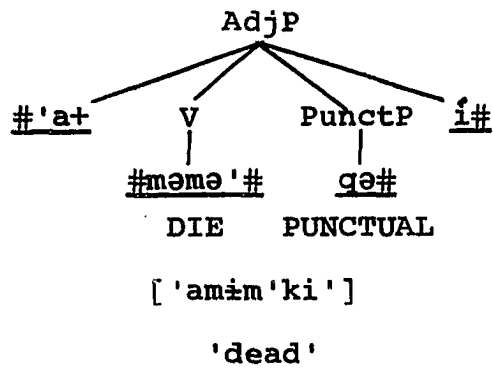 AdjP
#'a+ V PunctP í#
#məmə'# qə#
DIE PUNCTUAL
['amɨm'ki']
'dead'